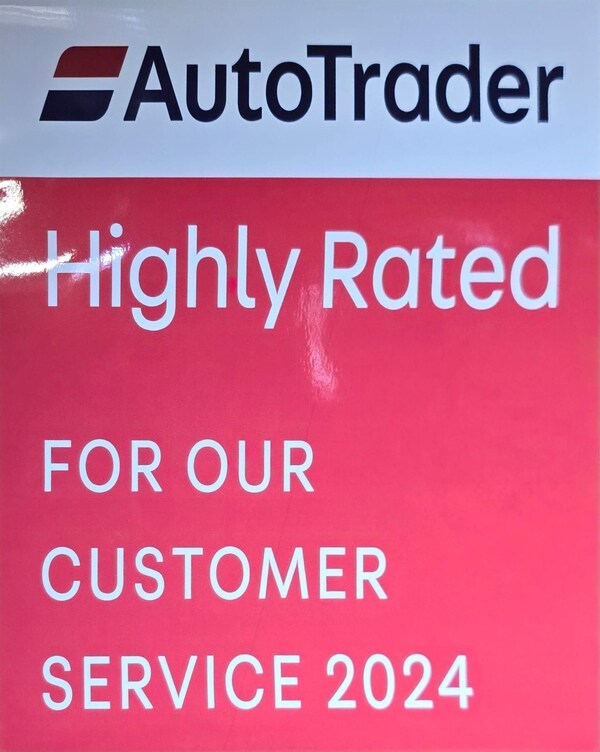 AutoTrader
Highly Rated
FOR OUR
CUSTOMER
SERVICE 2024